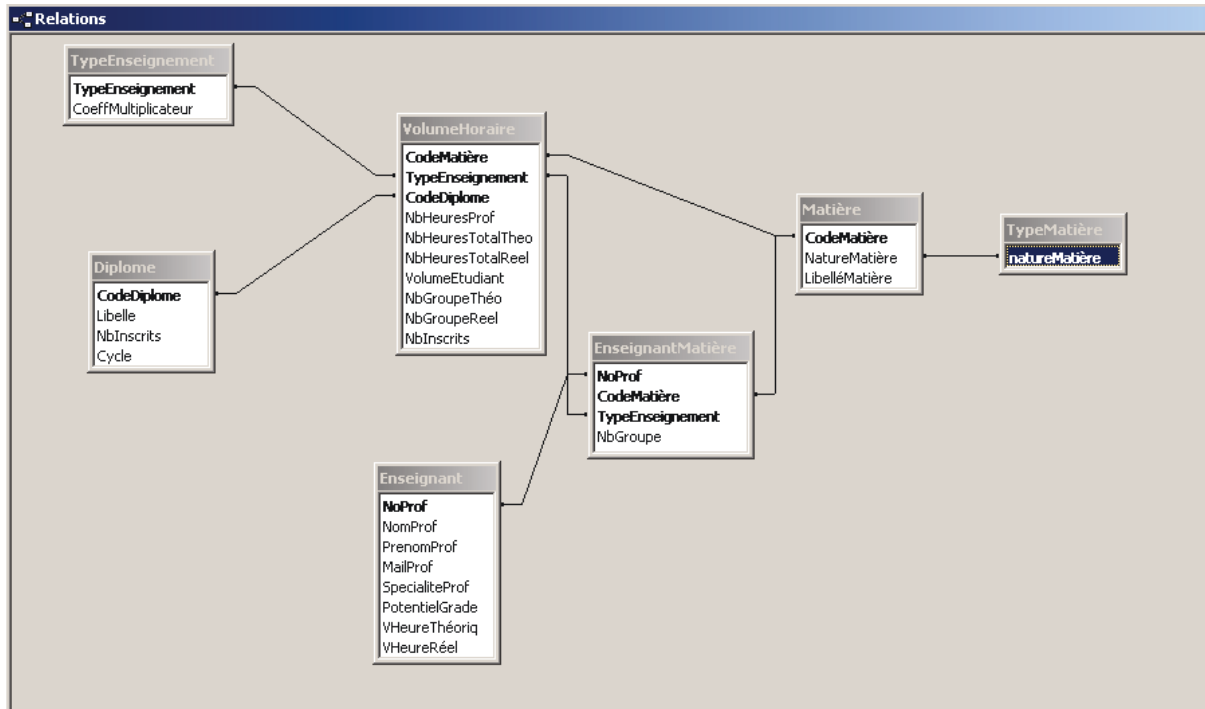 Relations
TypeEnseignement
TypeEnseignement
CoeffMultiplicateur
VolumeHoraire
CodeMatière
TypeEnseignement
CodeDiplome
NbHeuresProf
NbHeuresTotalTheo
NbHeuresTotalReel
VolumeEtudiant
NbGroupeThéo
NbGroupeReel
NbInscrits
Matière
CodeMatière
NatureMatière
LibelléMatière
TypeMatière
natureMatière
Diplome
CodeDiplome
Libelle
NbInscrits
Cycle
EnseignantMatière
NoProf
CodeMatière
TypeEnseignement
NbGroupe
Enseignant
NoProf
NomProf
PrenomProf
MailProf
SpecialiteProf
PotentielGrade
VHeureThéoriq
VHeureRéel